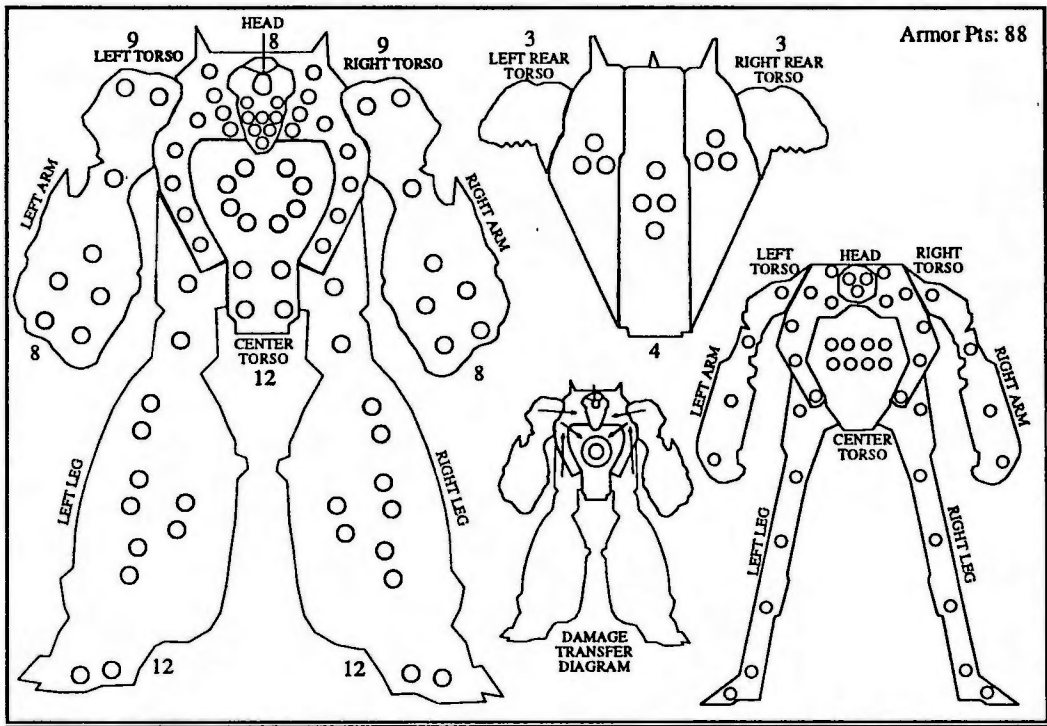 HEAD
8
9
LEFT TORSO
9
RIGHT TORSO
LEFT ARM
RIGHT ARM
8
8
CENTER
TORSO
12
LEFT LEG
RIGHT LEG
12
12
3
LEFT REAR
TORSO
3
RIGHT REAR
TORSO
4
Armor Pts: 88
DAMAGE
TRANSFER
DIAGRAM
LEFT
TORSO
HEAD
RIGHT
TORSO
LEFT ARM
RIGHT ARM
CENTER
TORSO
LEFT LEG
RIGHT LEG